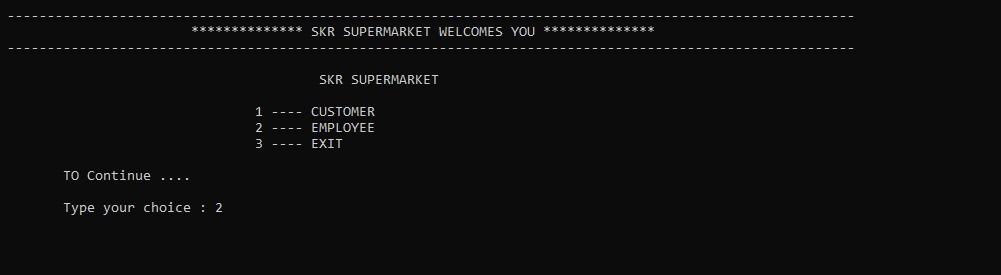 ----------------------------------------------------------------------------------------------------------
************** SKR SUPERMARKET WELCOMES YOU **************
----------------------------------------------------------------------------------------------------------
SKR SUPERMARKET
1 ---- CUSTOMER
2 ---- EMPLOYEE
3 ---- EXIT
TO Continue ....
Type your choice : 2